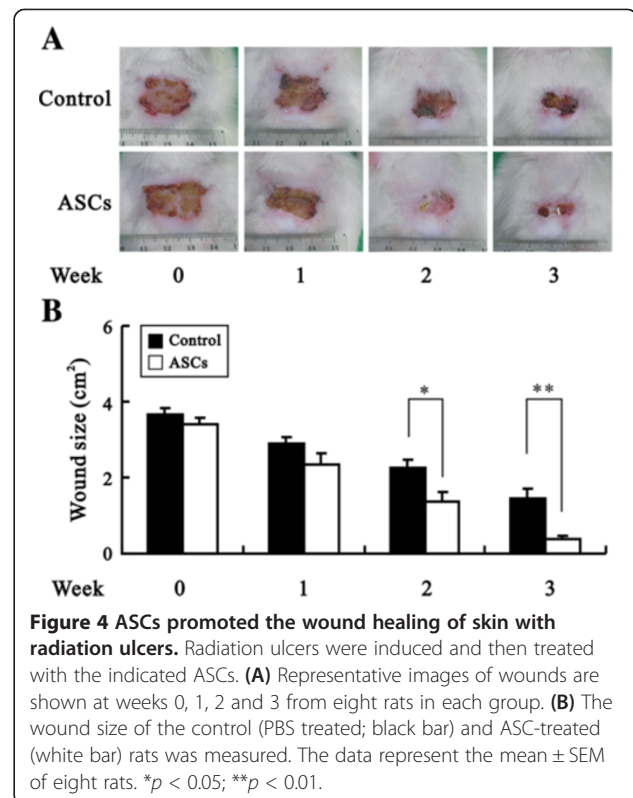 A
Control
ASCs
Week 0 1 2 3
B
Control
ASCs
Wound size (cm²)
6
4
2
0
* **
Week 0 1 2 3
Figure 4 ASCs promoted the wound healing of skin with
radiation ulcers. Radiation ulcers were induced and then treated
with the indicated ASCs. (A) Representative images of wounds are
shown at weeks 0, 1, 2 and 3 from eight rats in each group. (B) The
wound size of the control (PBS treated; black bar) and ASC-treated
(white bar) rats was measured. The data represent the mean ± SEM
of eight rats. *p < 0.05; **p < 0.01.